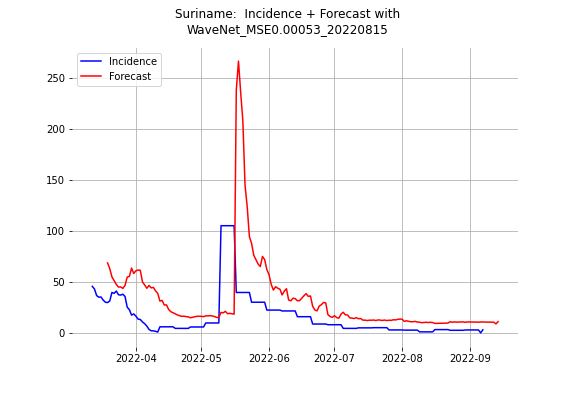 Suriname:  Incidence + Forecast with
WaveNet_MSE0.00053_20220815
Incidence
Forecast
250
200
150
100
50
0
2022-04 2022-05 2022-06 2022-07 2022-08 2022-09